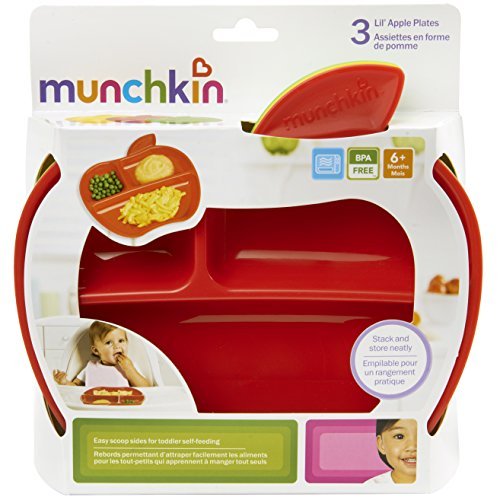 munchkin®
3 Lil' Apple Plates
Assiettes en forme
de pomme
munchkin
BPA
FREE
6+
Months
Mois
Stack and
store neatly
Empilable pour
un rangement
pratique
Easy scoop sides for toddler self-feeding
Rebords permettant d'attraper facilement les aliments
pour les tout-petits qui apprennent à manger tout seuls